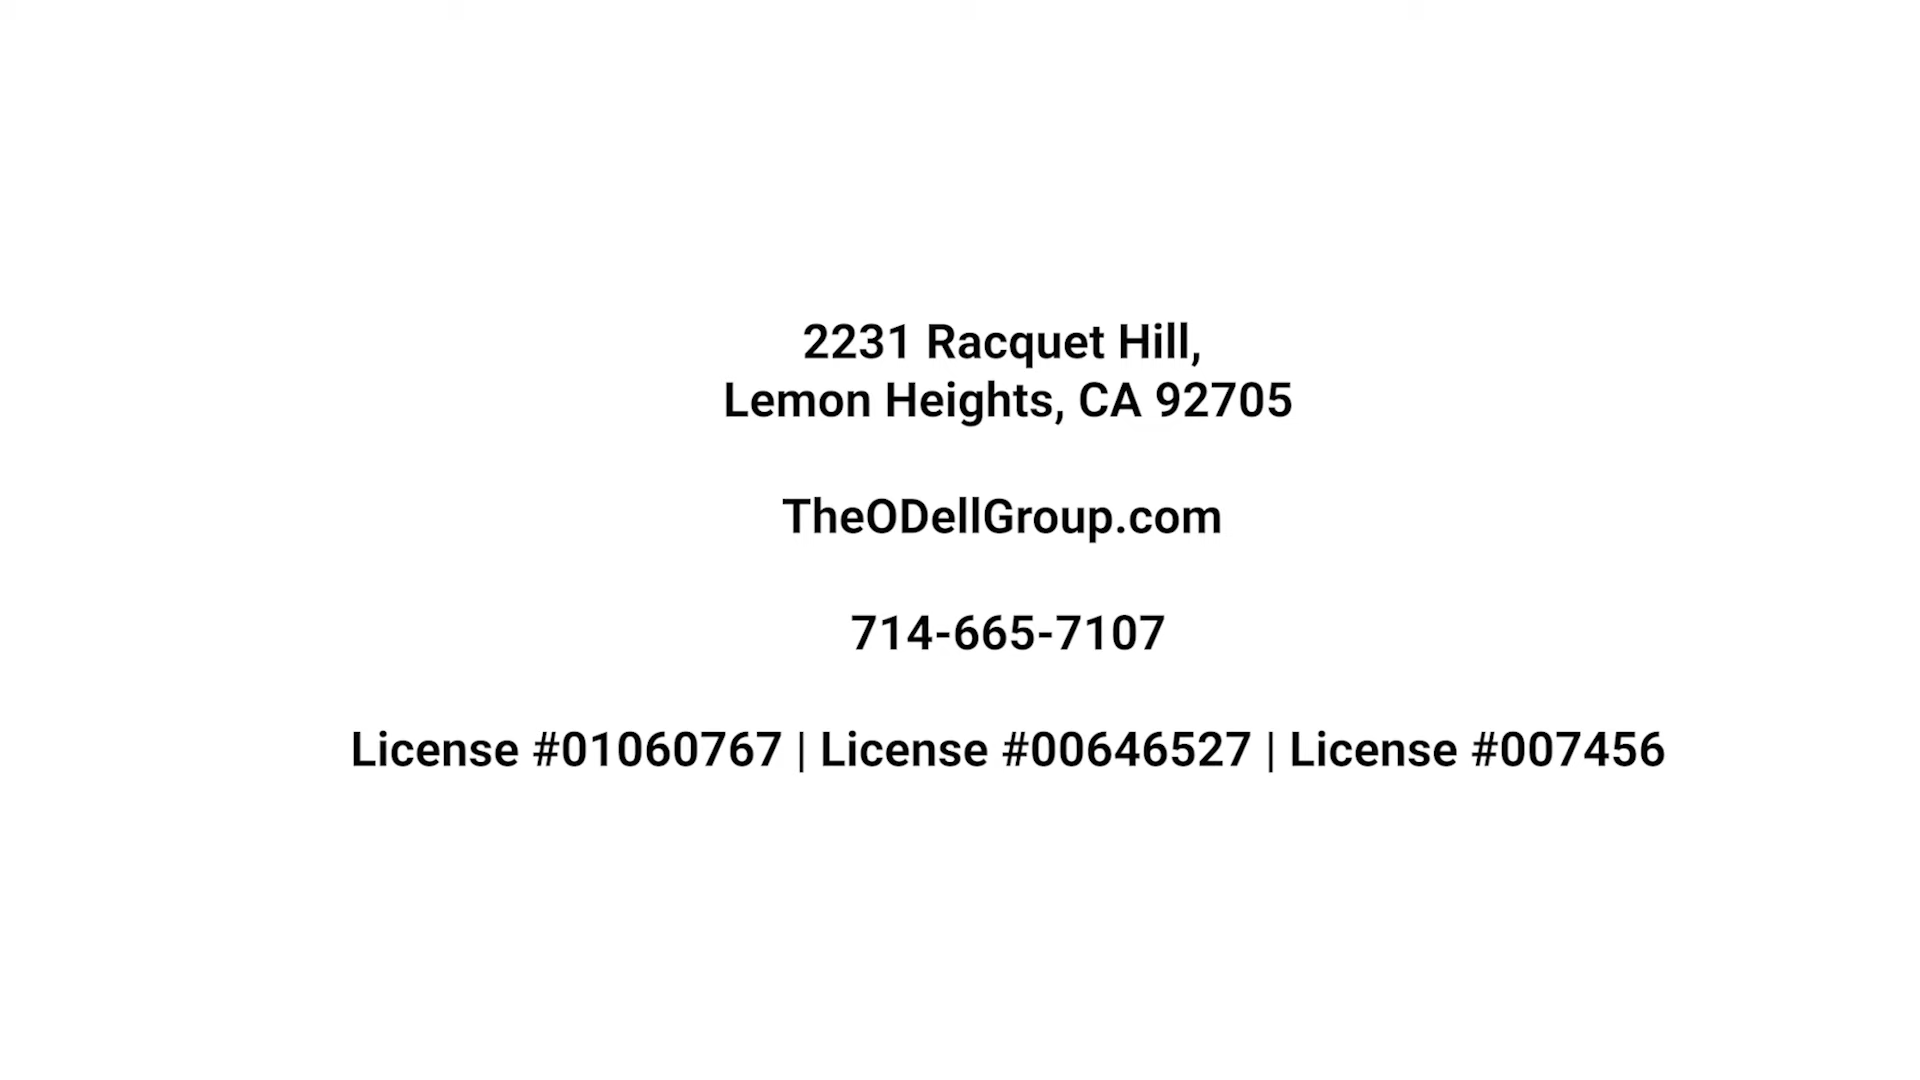 2231 Racquet Hill,
Lemon Heights, CA 92705
TheODellGroup.com
714-665-7107
License #01060767 | License #00646527 | License #007456